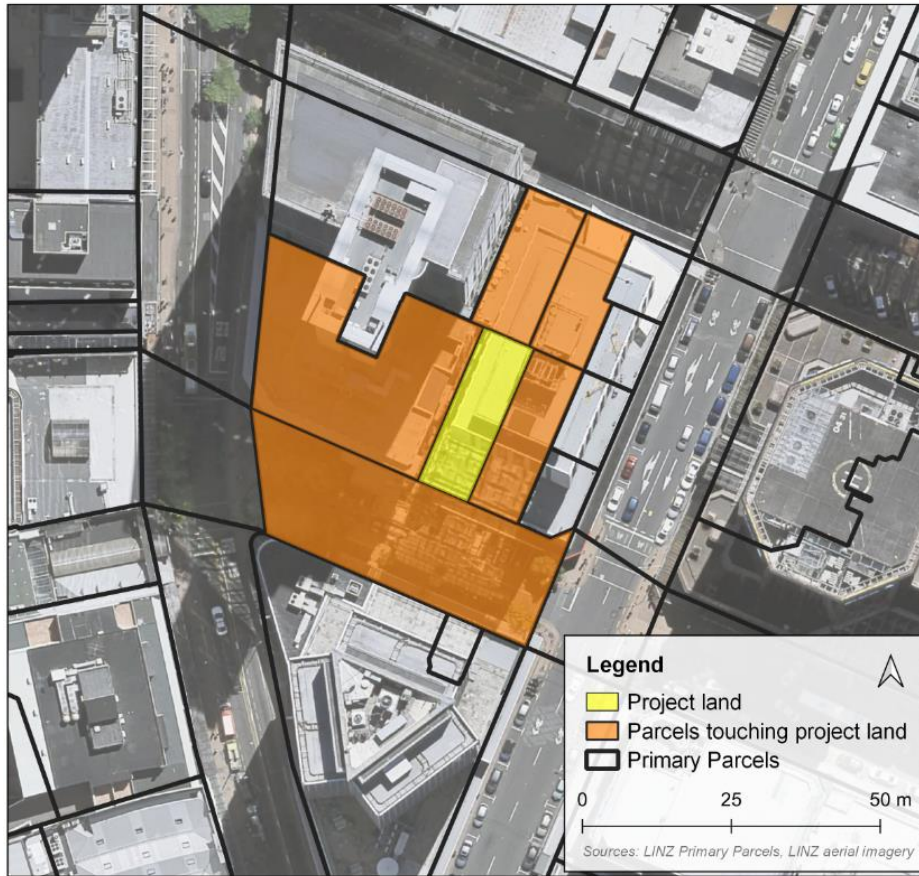 Legend
Project land
Parcels touching project land
Primary Parcels
0 25 50 m
Sources: LINZ Primary Parcels, LINZ aerial imagery